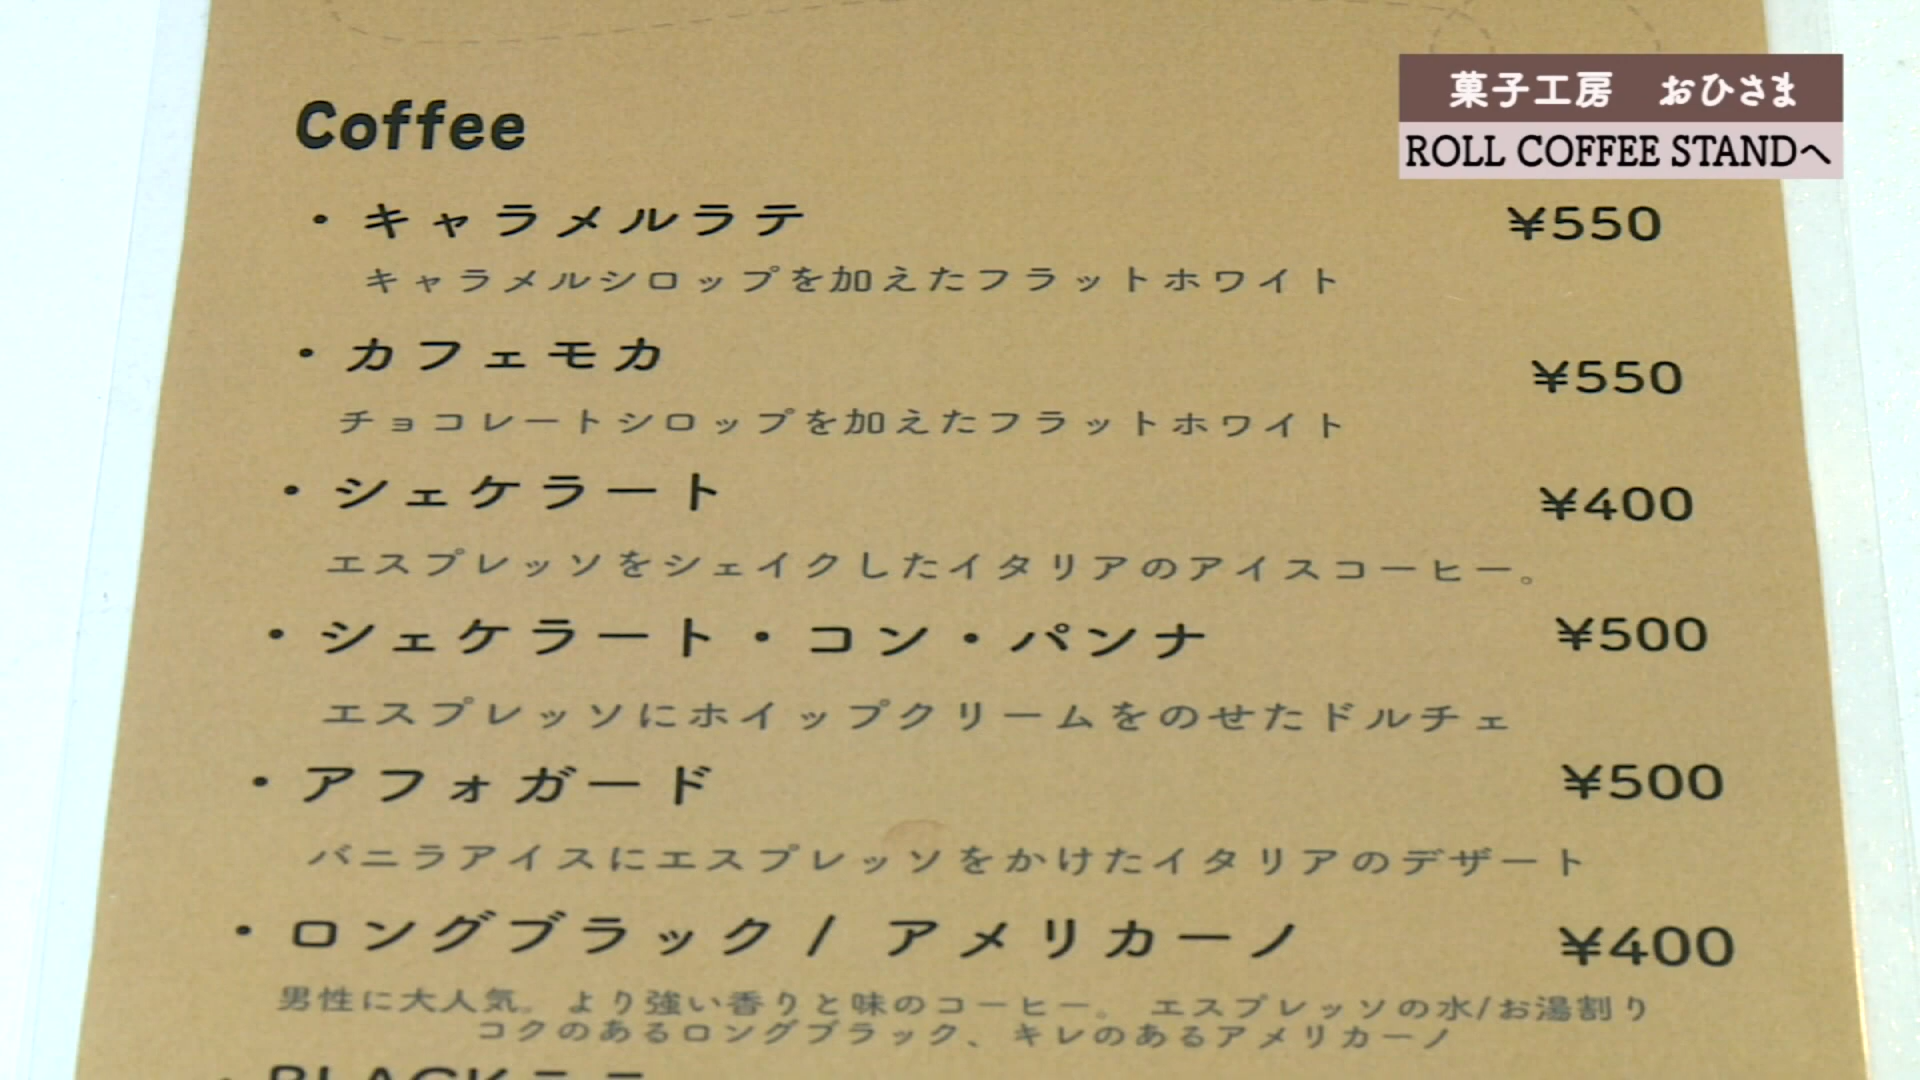 菓子工房　おひさま
ROLL COFFEE STANDへ
Coffee
・キャラメルラテ ¥550
キャラメルシロップを加えたフラットホワイト
・カフェモカ ¥550
チョコレートシロップを加えたフラットホワイト
・シェケラート ¥400
エスプレッソをシェイクしたイタリアのアイスコーヒー。
・シェケラート・コン・パンナ ¥500
エスプレッソにホイップクリームをのせたドルチェ
・アフォガード ¥500
バニラアイスにエスプレッソをかけたイタリアのデザート
・ロングブラック / アメリカーノ ¥400
男性に大人気。より強い香りと味のコーヒー。 エスプレッソの水/お湯割り
コクのあるロングブラック、キレのあるアメリカーノ